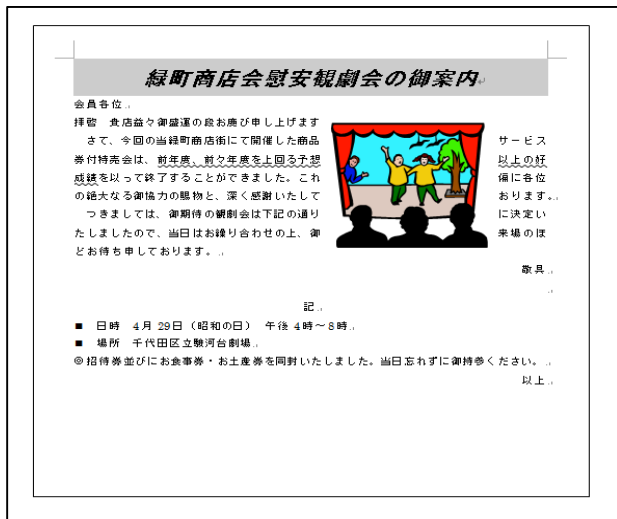 緑町商店会慰安観劇会の御案内
会員各位
拝啓　貴店益々御盛運の段お慶び申し上げます
さて、今回の当緑町商店街にて開催した商品　サービス
券付特売会は、前年度、前々年度を上回る予想　以上の好
成績を以って終了することができました。これ　偏に各位
の絶大なる御協力の賜物と、深く感謝いたして　おります。
つきましては、御期待の観劇会は下記の通り　に決定い
たしましたので、当日はお繰り合わせの上、御　来場のほ
どお待ち申しております。
敬具
記
■　日時　4月29日（昭和の日）　午後4時～8時
■　場所　千代田区立駿河台劇場
◎招待券並びにお食事券・お土産券を同封いたしました。当日忘れずに御持参ください。
以上